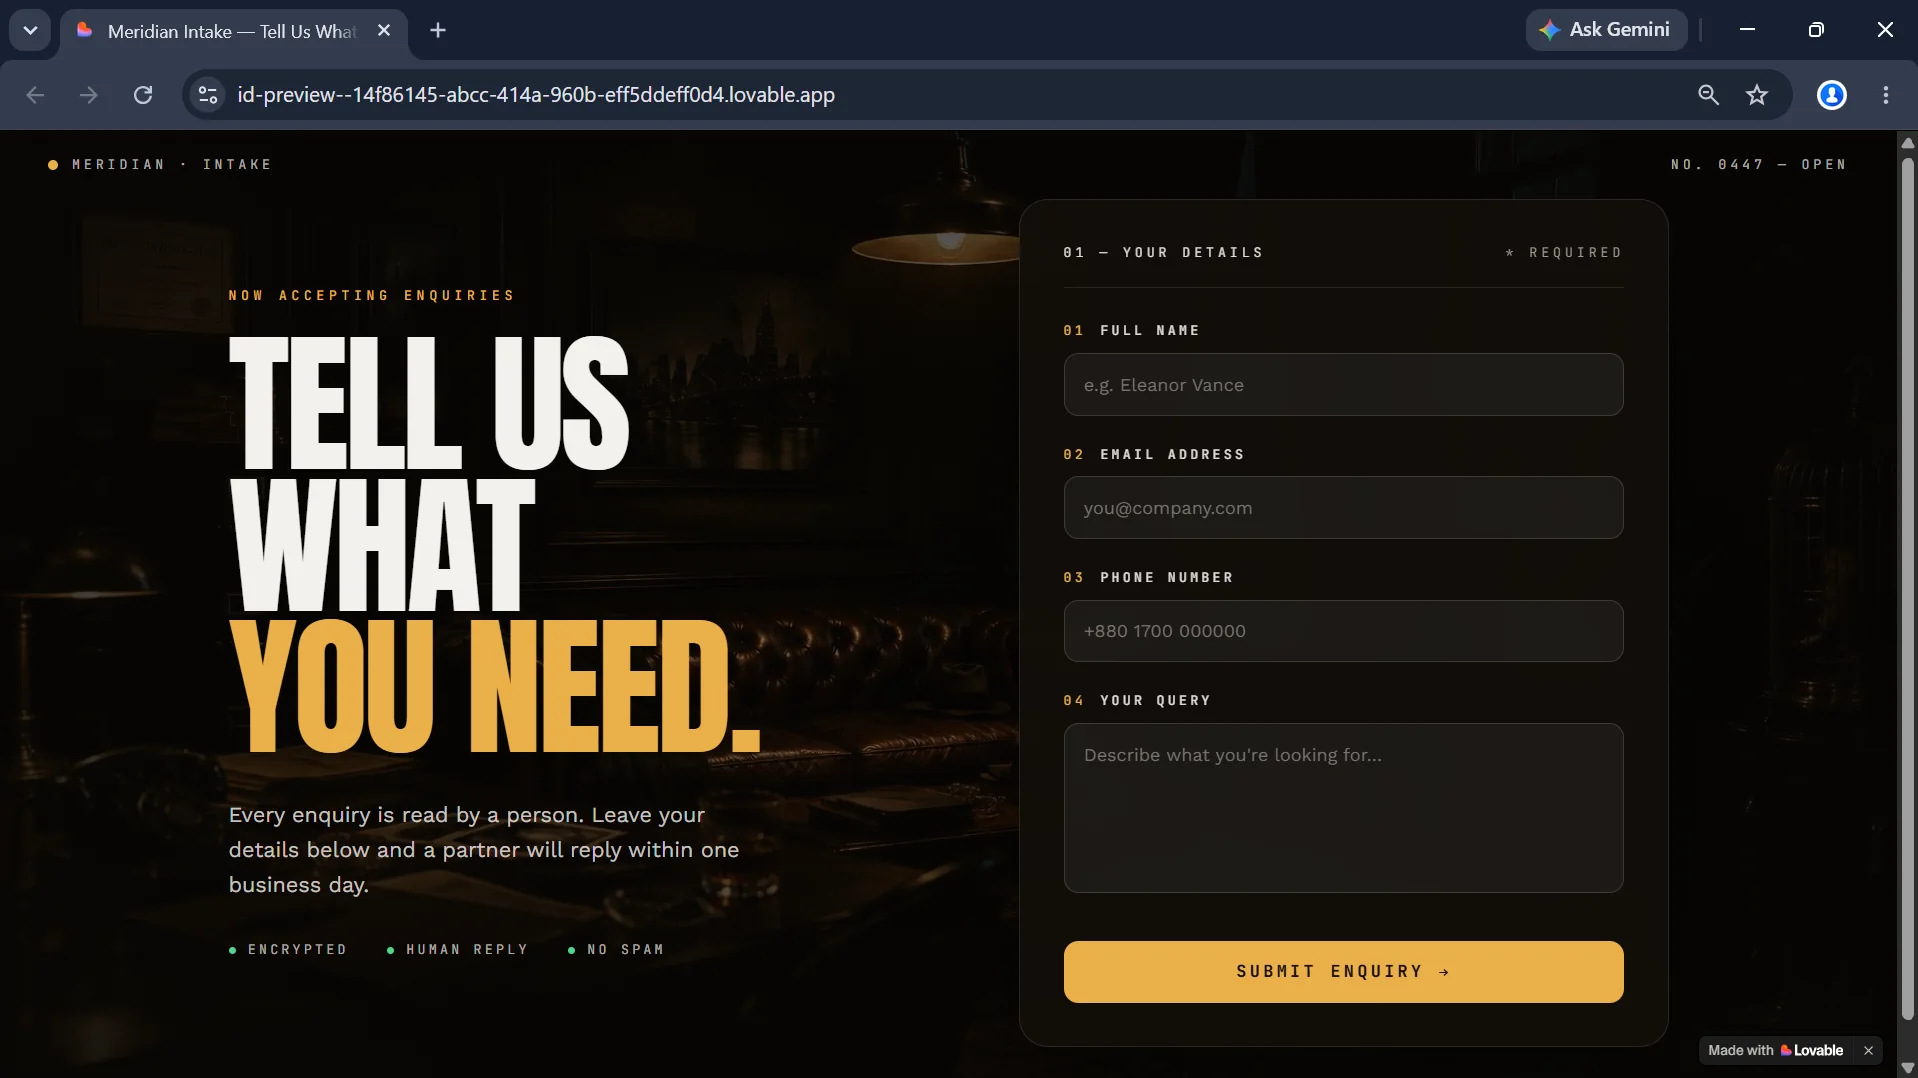 Meridian Intake — Tell Us What
Ask Gemini
id-preview--14f86145-abcc-414a-960b-eff5ddeff0d4.lovable.app
MERIDIAN · INTAKE
NO. 0447 — OPEN
NOW ACCEPTING ENQUIRIES
TELL US
WHAT
YOU NEED.
Every enquiry is read by a person. Leave your
details below and a partner will reply within one
business day.
ENCRYPTED
HUMAN REPLY
NO SPAM
01 — YOUR DETAILS
* REQUIRED
01 FULL NAME
e.g. Eleanor Vance
02 EMAIL ADDRESS
you@company.com
03 PHONE NUMBER
+880 1700 000000
04 YOUR QUERY
Describe what you're looking for...
SUBMIT ENQUIRY →
Made with Lovable